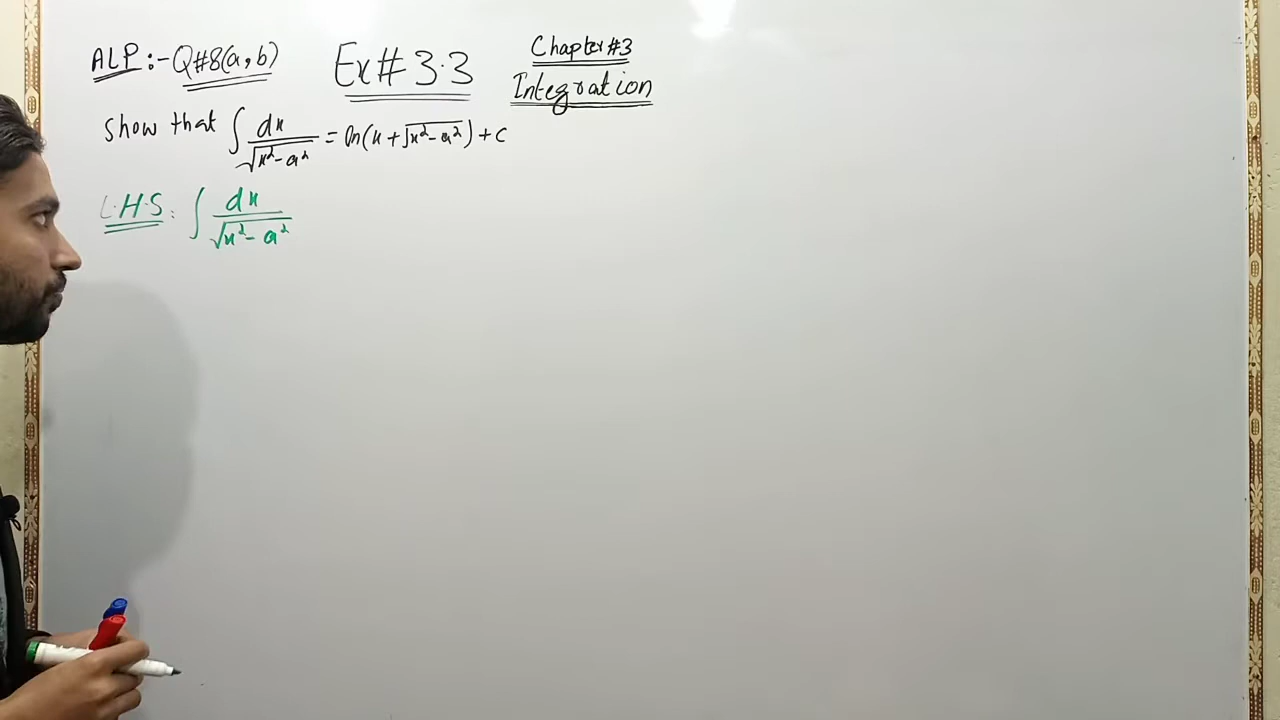 ALP:- Q#8(a,b)
Ex# 3.3
Chapter#3
Integration
Show that ∫ dx/√(x²-a²) = ln(x+√(x²-a²))+c
L.H.S: ∫ dx/√(x²-a²)